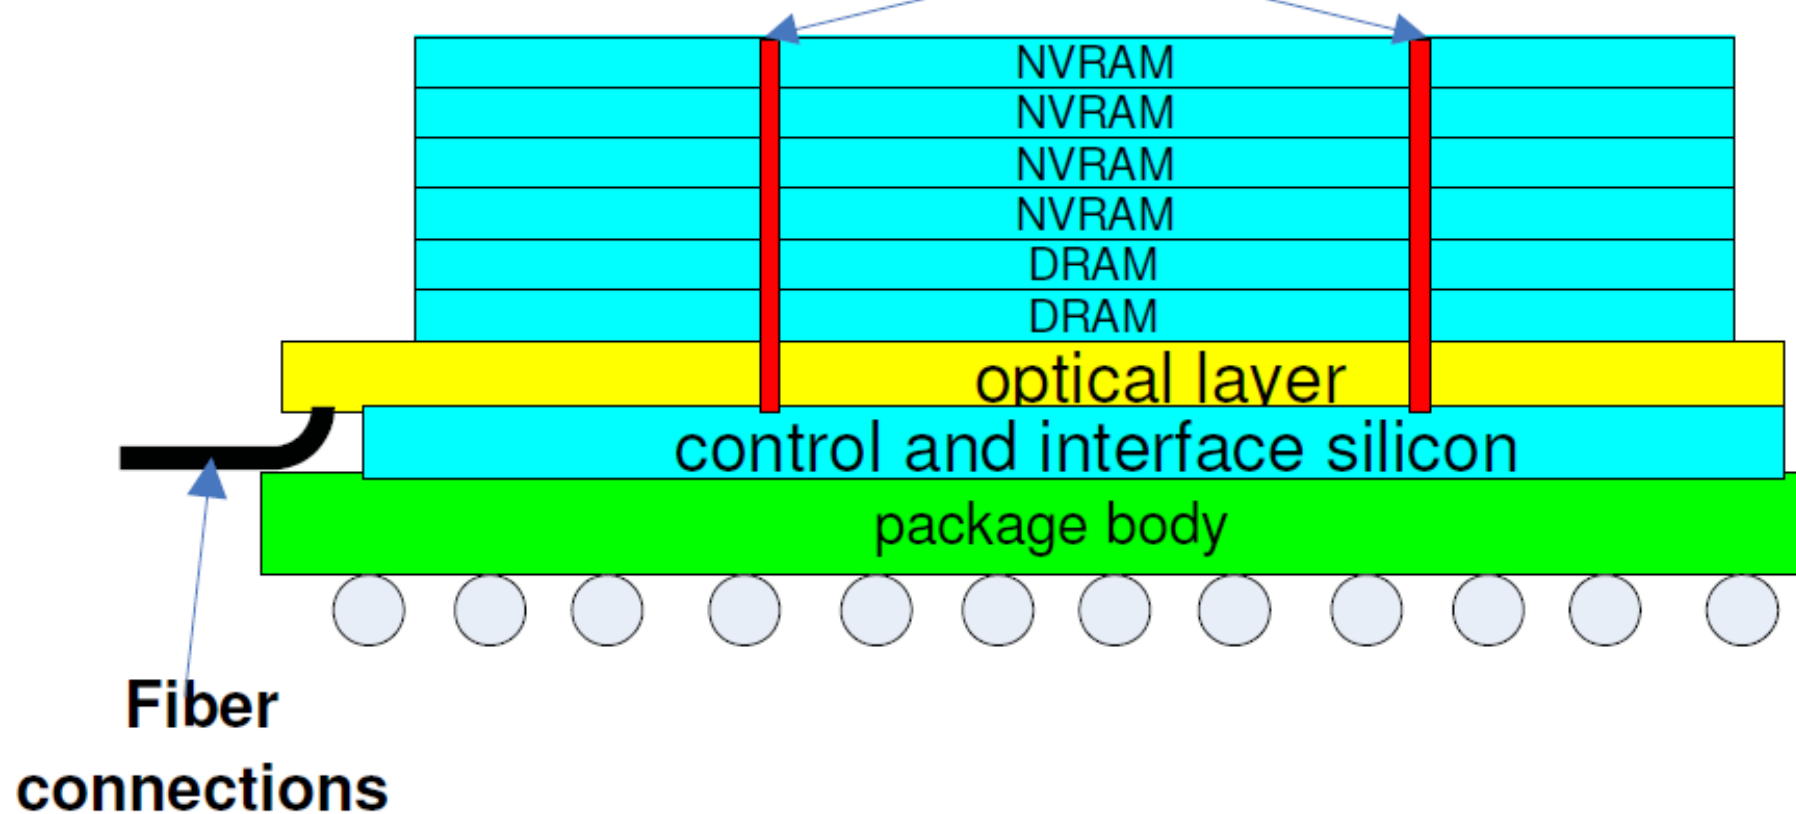 NVRAM
NVRAM
NVRAM
NVRAM
DRAM
DRAM
optical layer
control and interface silicon
package body
Fiber
connections